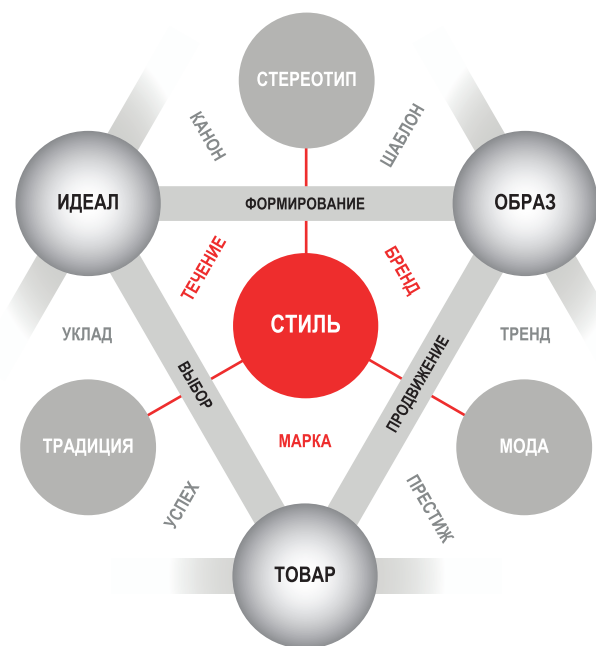 СТЕРЕОТИП
КАНОН
ШАБЛОН
ИДЕАЛ
ФОРМИРОВАНИЕ
ОБРАЗ
ТЕЧЕНИЕ
БРЕНД
СТИЛЬ
УКЛАД
ТРЕНД
ВЫБОР
ПРОДВИЖЕНИЕ
ТРАДИЦИЯ
МАРКА
МОДА
УСПЕХ
ПРЕСТИЖ
ТОВАР